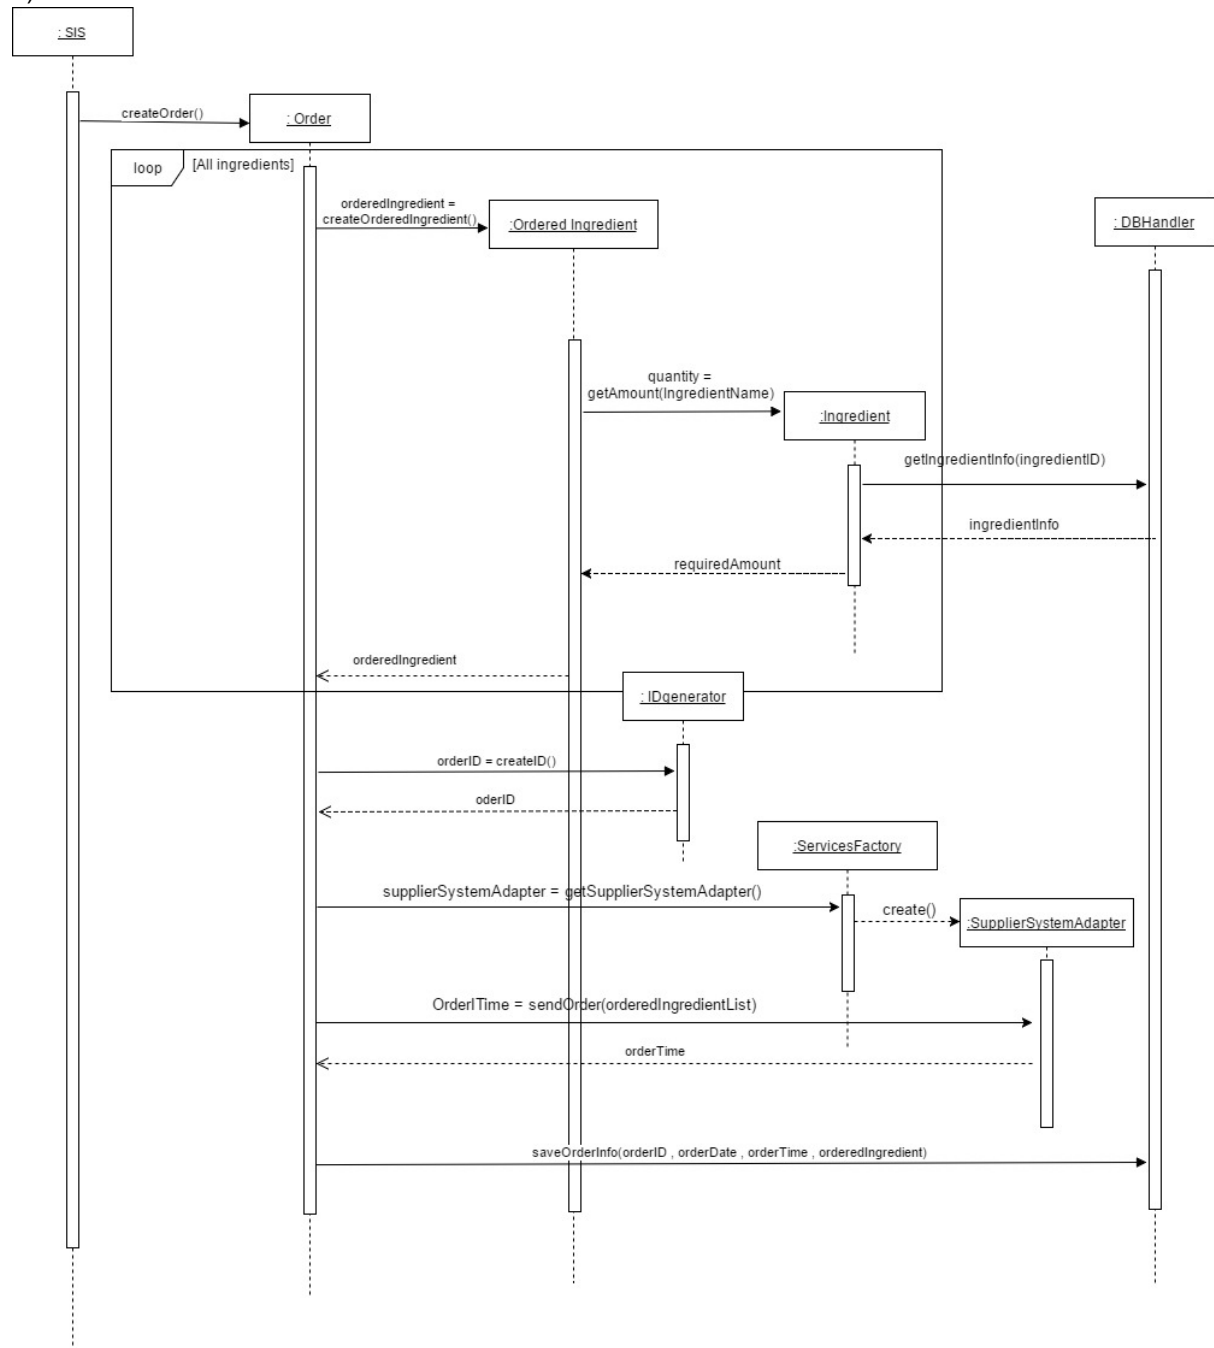 : SIS
createOrder()
: Order
loop
[All ingredients]
orderedIngredient =
createOrderedIngredient()
:Ordered Ingredient
: DBHandler
quantity =
getAmount(IngredientName)
:Ingredient
getIngredientInfo(ingredientID)
ingredientInfo
requiredAmount
orderedIngredient
: IDgenerator
orderID = createID()
oderID
:ServicesFactory
supplierSystemAdapter = getSupplierSystemAdapter()
create()
:SupplierSystemAdapter
OrderITime = sendOrder(orderedIngredientList)
orderTime
saveOrderInfo(orderID , orderDate , orderTime , orderedIngredient)